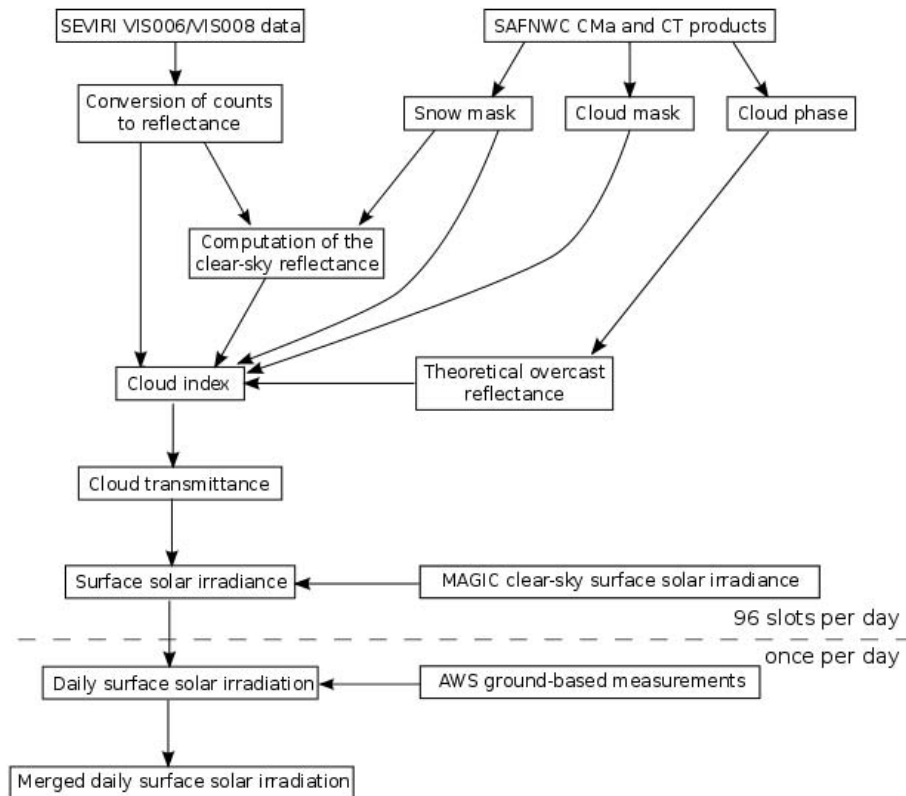 SEVIRI VIS006/VIS008 data
SAFNWC CMa and CT products
Conversion of counts
to reflectance
Snow mask
Cloud mask
Cloud phase
Computation of the
clear-sky reflectance
Cloud index
Theoretical overcast
reflectance
Cloud transmittance
Surface solar irradiance
MAGIC clear-sky surface solar irradiance
96 slots per day
once per day
Daily surface solar irradiation
AWS ground-based measurements
Merged daily surface solar irradiation